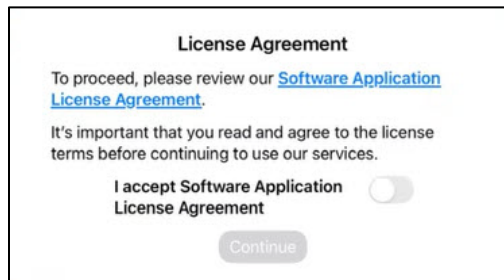 License Agreement
To proceed, please review our Software Application
License Agreement.
It's important that you read and agree to the license
terms before continuing to use our services.
I accept Software Application
License Agreement
Continue